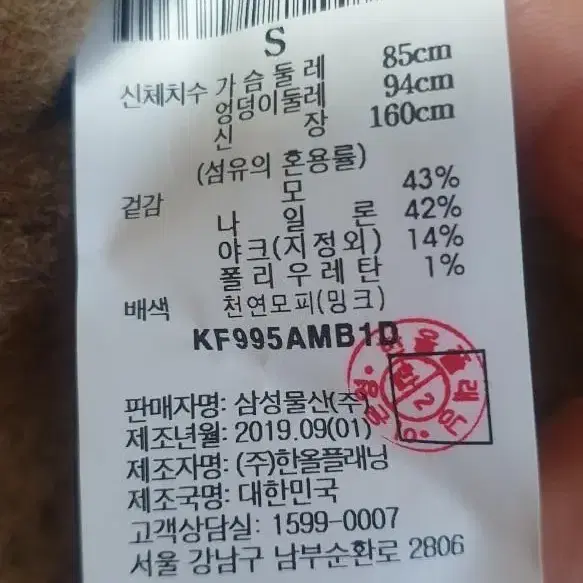 S
신체치수 가슴둘레 85cm
엉덩이둘레 94cm
신 장 160cm
(섬유의 혼용률)
겉감 모 43%
나 일 론 42%
야크(지정외) 14%
폴리우레탄 1%
배색 천연모피(밍크)
KF995AMB1D
판매자명: 삼성물산(주)
제조년월: 2019.09(01)
제조자명: (주)한올플래닝
제조국명: 대한민국
고객상담실: 1599-0007
서울 강남구 남부순환로 2806